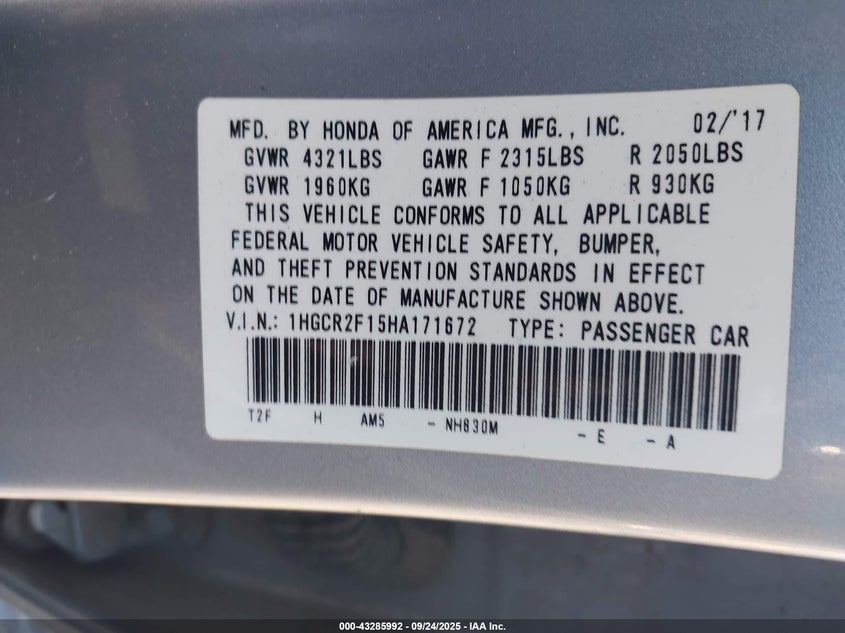 MFD. BY HONDA OF AMERICA MFG., INC. 02/'17
GVWR 4321LBS GAWR F 2315LBS R 2050LBS
GVWR 1960KG GAWR F 1050KG R 930KG
THIS VEHICLE CONFORMS TO ALL APPLICABLE
FEDERAL MOTOR VEHICLE SAFETY, BUMPER,
AND THEFT PREVENTION STANDARDS IN EFFECT
ON THE DATE OF MANUFACTURE SHOWN ABOVE.
V.I.N.: 1HGCR2F15HA171672 TYPE: PASSENGER CAR
T2F H AM5 - NH830M - E - A
000-43285992 - 09/24/2025 - IAA Inc.